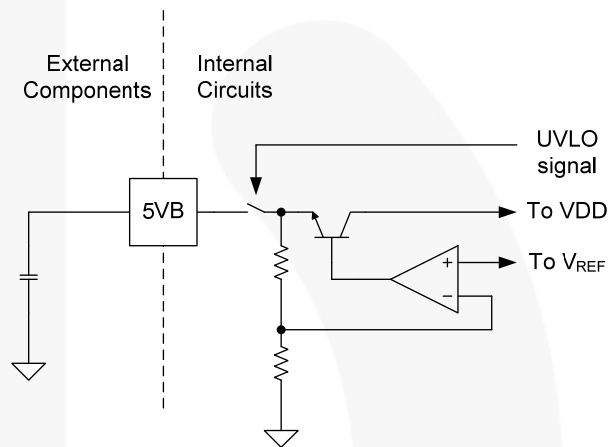 External
Components
Internal
Circuits
UVLO
signal
5VB
To VDD
+
To VREF
−